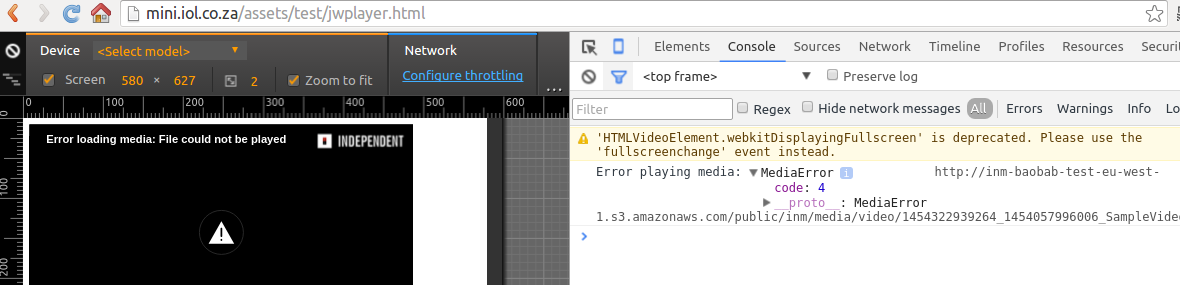 mini.iol.co.za/assets/test/jwplayer.html
Device <Select model> Network
Screen 580 × 627 2 Zoom to fit Configure throttling ...
0 100 200 300 400 500 600
0
100
200
Error loading media: File could not be played
INDEPENDENT
Elements Console Sources Network Timeline Profiles Resources Securi
<top frame> Preserve log
Filter Regex Hide network messages All Errors Warnings Info Lo
'HTMLVideoElement.webkitDisplayingFullscreen' is deprecated. Please use the
'fullscreenchange' event instead.
Error playing media: ▼MediaError i http://inm-baobab-test-eu-west-
code: 4
▶__proto__: MediaError
1.s3.amazonaws.com/public/inm/media/video/1454322939264_1454057996006_SampleVideo
>